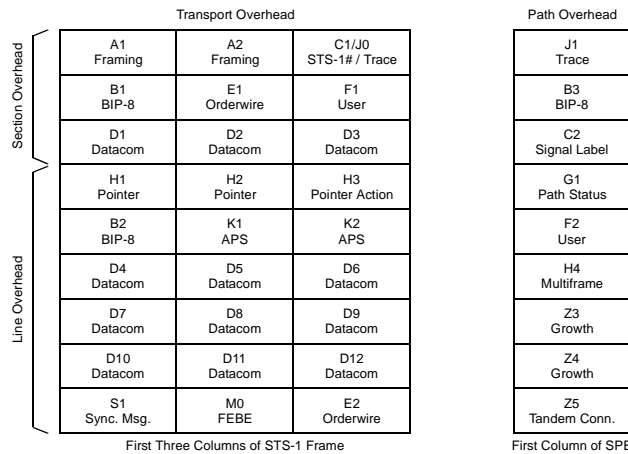 Transport Overhead
Path Overhead
Section Overhead
A1
Framing
A2
Framing
C1/J0
STS-1# / Trace
J1
Trace
B1
BIP-8
E1
Orderwire
F1
User
B3
BIP-8
D1
Datacom
D2
Datacom
D3
Datacom
C2
Signal Label
Line Overhead
H1
Pointer
H2
Pointer
H3
Pointer Action
G1
Path Status
B2
BIP-8
K1
APS
K2
APS
F2
User
D4
Datacom
D5
Datacom
D6
Datacom
H4
Multiframe
D7
Datacom
D8
Datacom
D9
Datacom
Z3
Growth
D10
Datacom
D11
Datacom
D12
Datacom
Z4
Growth
S1
Sync. Msg.
M0
FEBE
E2
Orderwire
Z5
Tandem Conn.
First Three Columns of STS-1 Frame
First Column of SPE